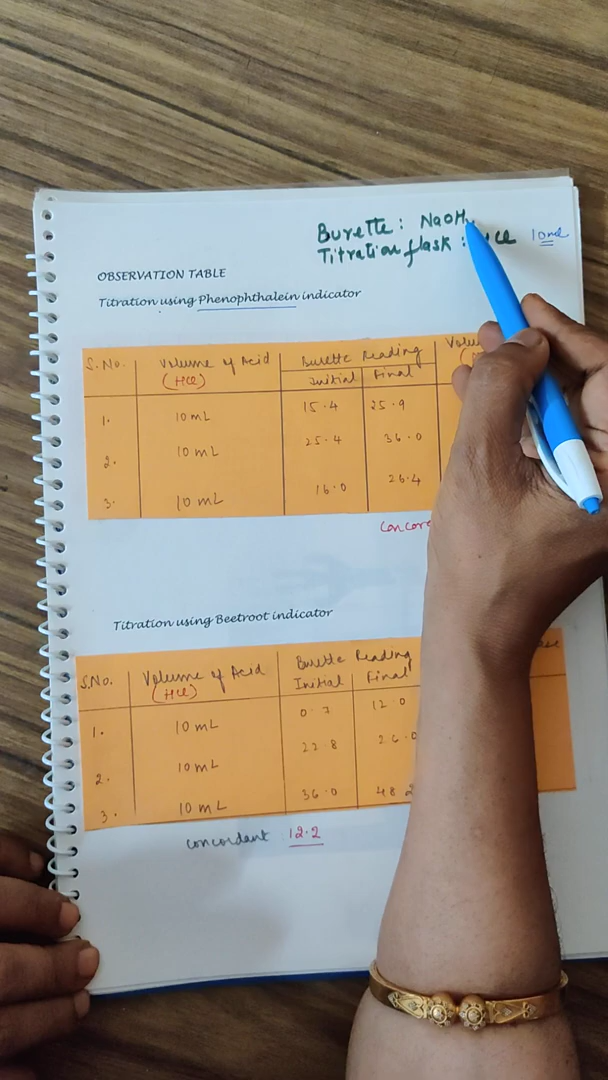 Burette: NaOH
Titration flask: HCl 10ml
OBSERVATION TABLE
Titration using Phenophthalein indicator
S.No. Volume of Acid Burette Reading
(HCl) Initial Final
1. 10 mL 15.4 25.9
2. 10 mL 25.4 36.0
3. 10 mL 16.0 26.4
Titration using Beetroot indicator
S.No. Volume of Acid Burette Reading
(HCl) Initial Final
1. 10 mL 0.7 12.0
2. 10 mL 22.8 26.0
3. 10 mL 36.0 48
concordant 12.2